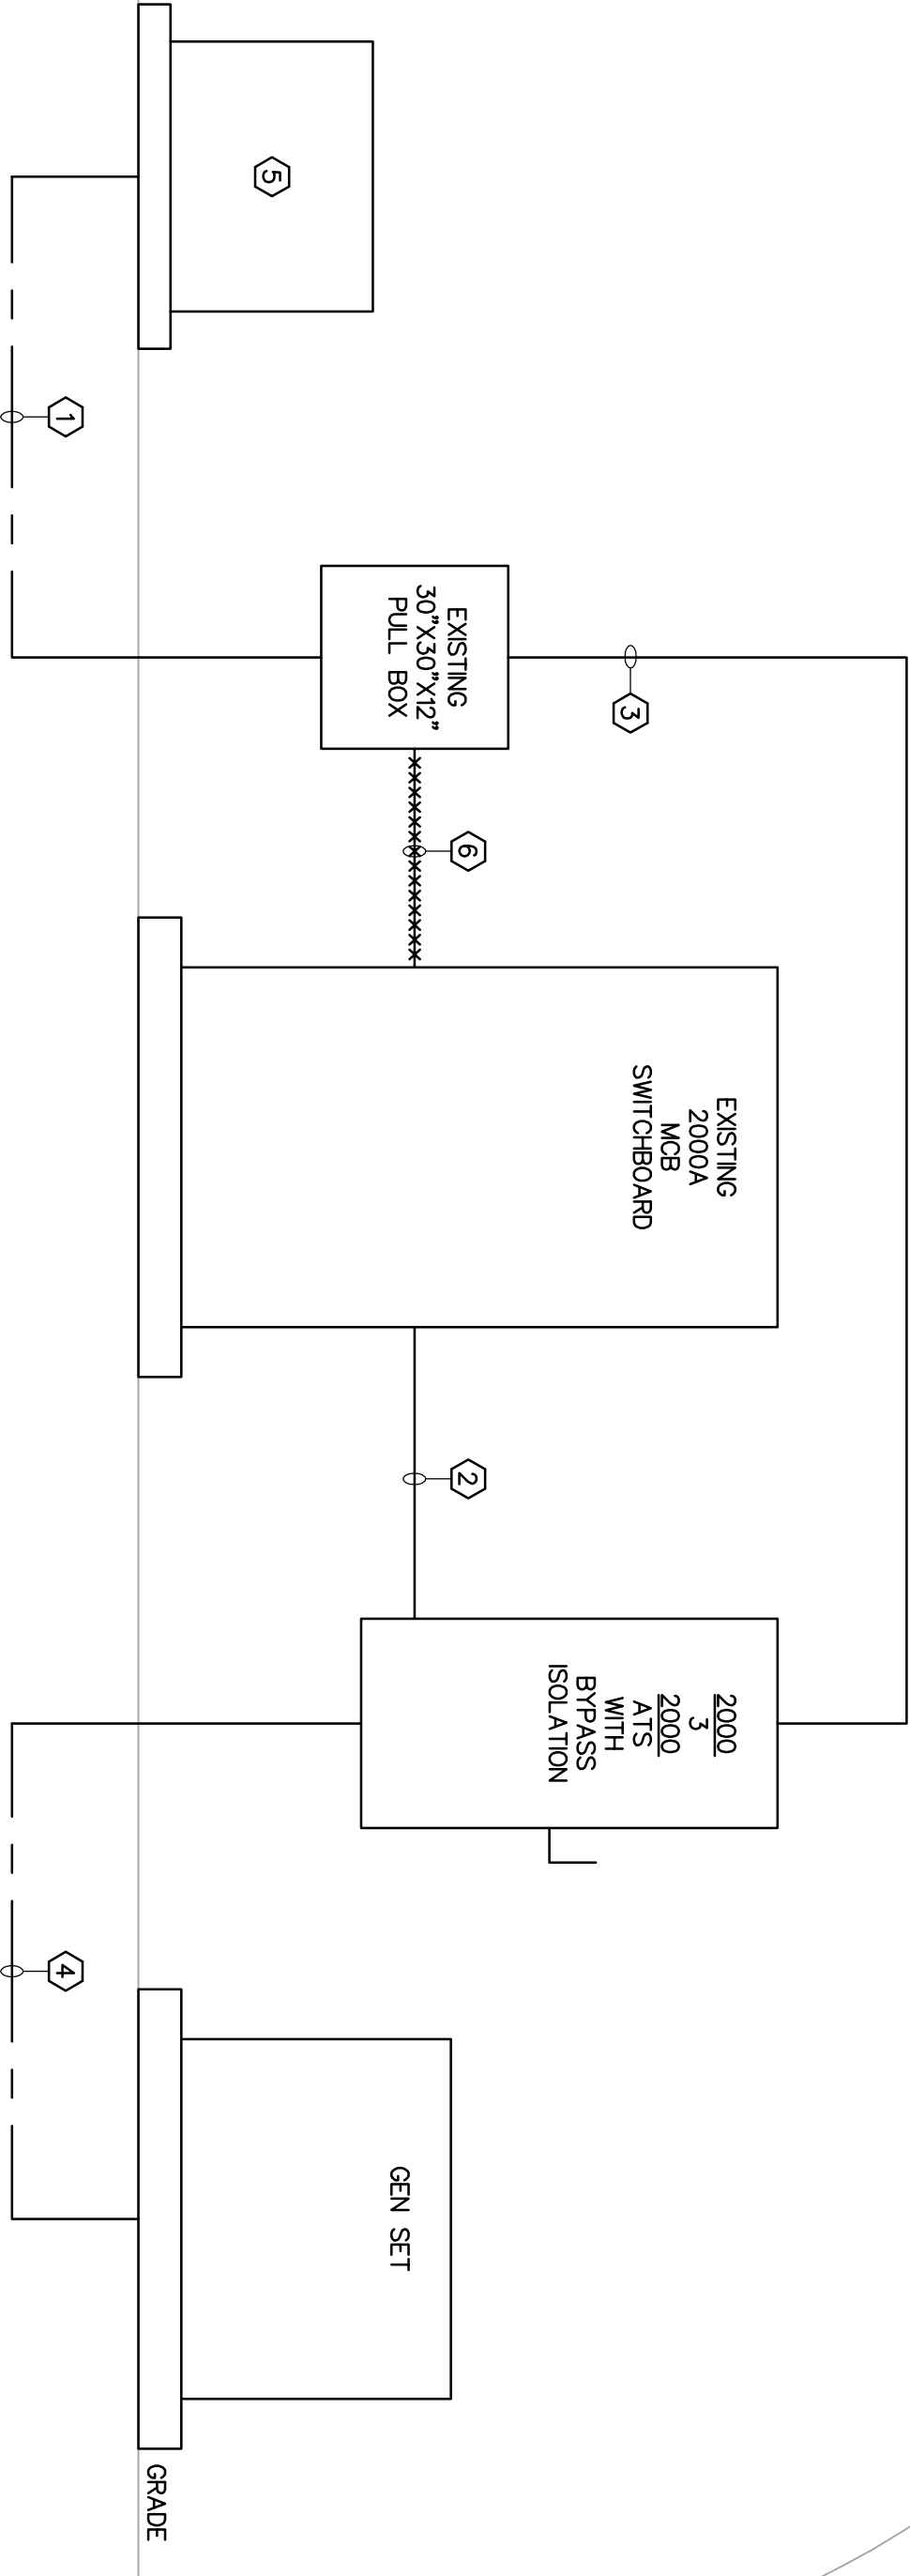 5
1
EXISTING
30"X30"X12"
PULL BOX
3
6
EXISTING
2000A
MCB
SWITCHBOARD
2
2000
3
2000
ATS
WITH
BYPASS
ISOLATION
4
GEN SET
GRADE